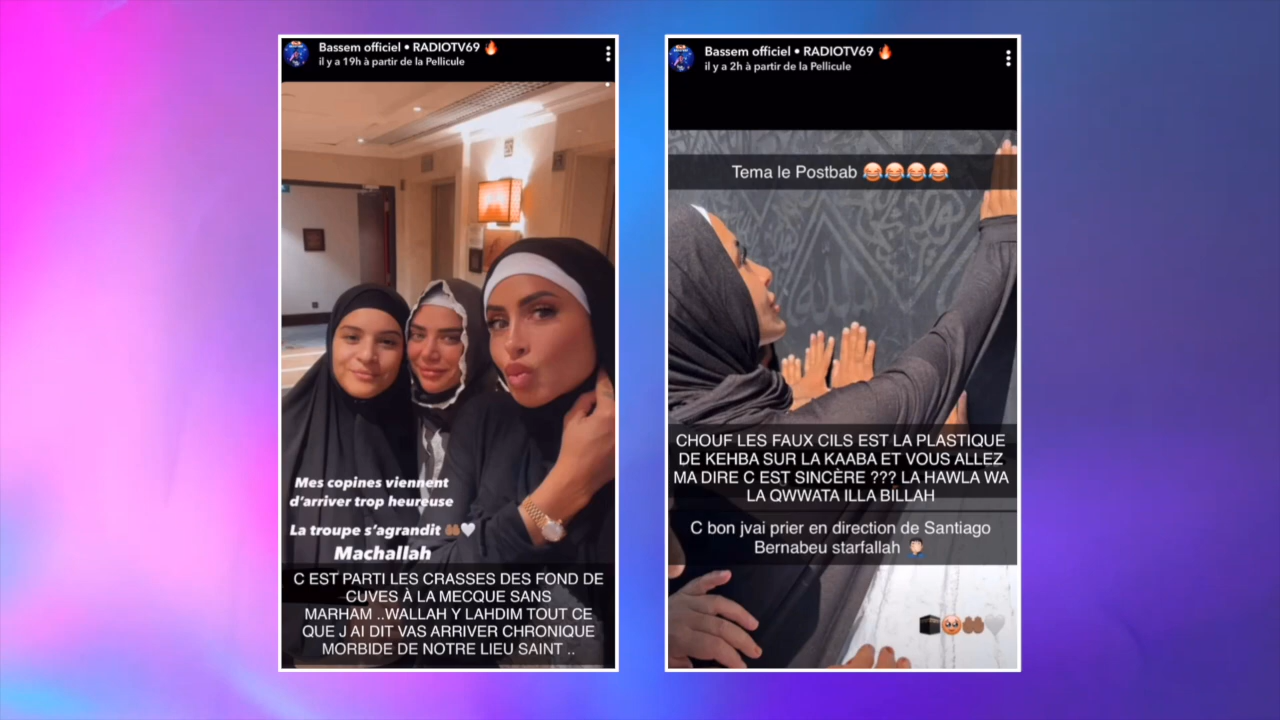 Bassem officiel • RADIOTV69 🔥
il y a 19h à partir de la Pellicule
Mes copines viennent
d'arriver trop heureuse
La troupe s'agrandit 🤲🏽🤍
Machallah
C EST PARTI LES CRASSES DES FOND DE
CUVES À LA MECQUE SANS
MARHAM ..WALLAH Y LAHDIM TOUT CE
QUE J AI DIT VAS ARRIVER CHRONIQUE
MORBIDE DE NOTRE LIEU SAINT ..
Bassem officiel • RADIOTV69 🔥
il y a 2h à partir de la Pellicule
Tema le Postbab 😂😂😂😂
CHOUF LES FAUX CILS EST LA PLASTIQUE
DE KEHBA SUR LA KAABA ET VOUS ALLEZ
MA DIRE C EST SINCÈRE ??? LA HAWLA WA
LA QWWATA ILLA BILLAH
C bon jvai prier en direction de Santiago
Bernabeu starfallah 🤦🏻‍♂️
🕋🥹🤲🏽🤍